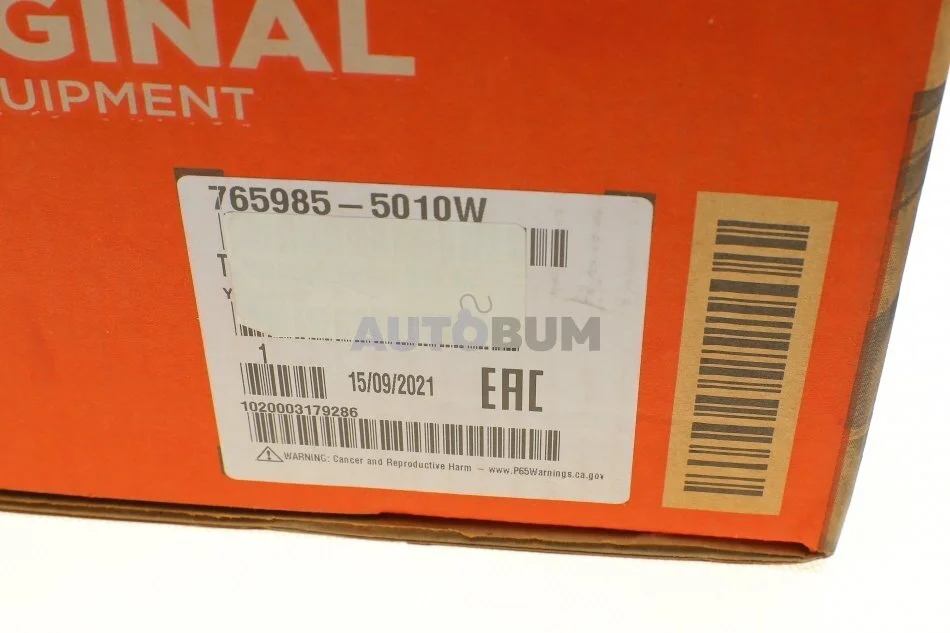 GINAL
UIPMENT
765985-5010W
T
Y
AUTOBUM
1
15/09/2021
EAC
1020003179286
WARNING: Cancer and Reproductive Harm – www.P65Warnings.ca.gov